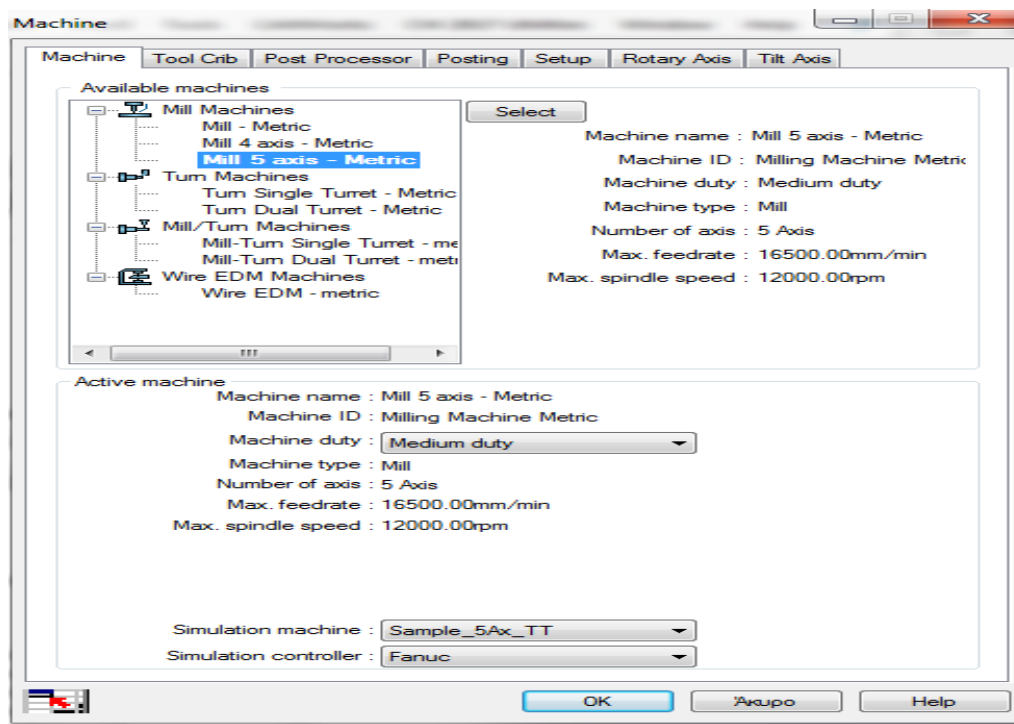 Machine
Machine Tool Crib Post Processor Posting Setup Rotary Axis Tilt Axis
Available machines
Mill Machines
Mill - Metric
Mill 4 axis - Metric
Mill 5 axis - Metric
Turn Machines
Turn Single Turret - Metric
Turn Dual Turret - Metric
Mill/Turn Machines
Mill-Turn Single Turret - me
Mill-Turn Dual Turret - metr
Wire EDM Machines
Wire EDM - metric
Select
Machine name : Mill 5 axis - Metric
Machine ID : Milling Machine Metric
Machine duty : Medium duty
Machine type : Mill
Number of axis : 5 Axis
Max. feedrate : 16500.00mm/min
Max. spindle speed : 12000.00rpm
Active machine
Machine name : Mill 5 axis - Metric
Machine ID : Milling Machine Metric
Machine duty : Medium duty
Machine type : Mill
Number of axis : 5 Axis
Max. feedrate : 16500.00mm/min
Max. spindle speed : 12000.00rpm
Simulation machine : Sample_5Ax_TT
Simulation controller : Fanuc
OK Άκυρο Help